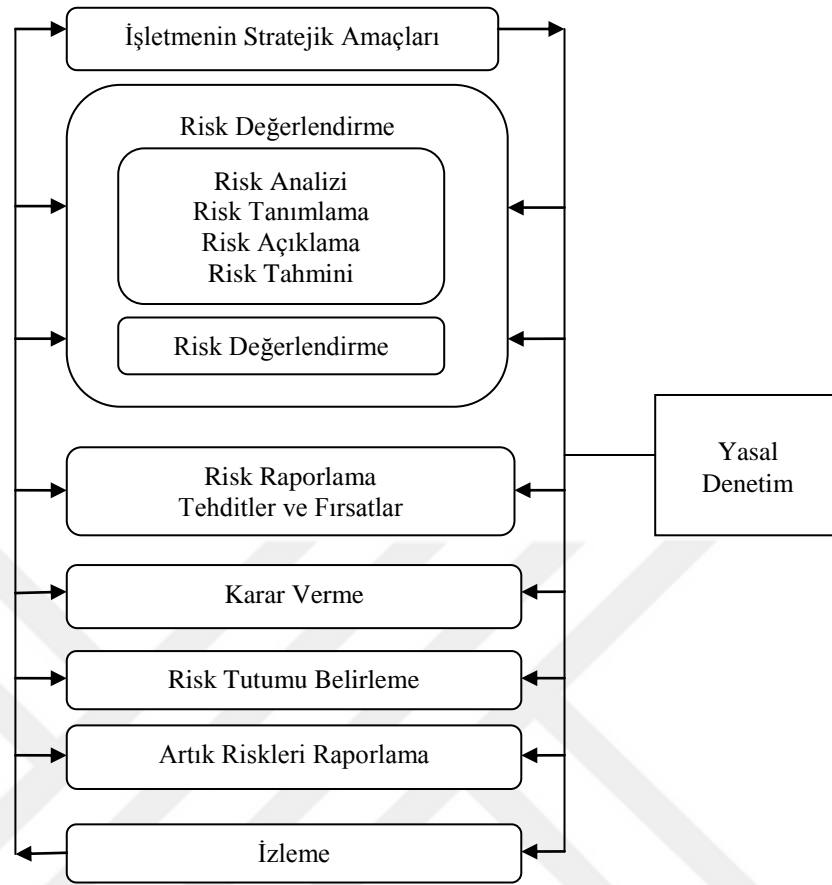 İşletmenin Stratejik Amaçları
Risk Değerlendirme
Risk Analizi
Risk Tanımlama
Risk Açıklama
Risk Tahmini
Risk Değerlendirme
Yasal
Denetim
Risk Raporlama
Tehditler ve Fırsatlar
Karar Verme
Risk Tutumu Belirleme
Artık Riskleri Raporlama
İzleme